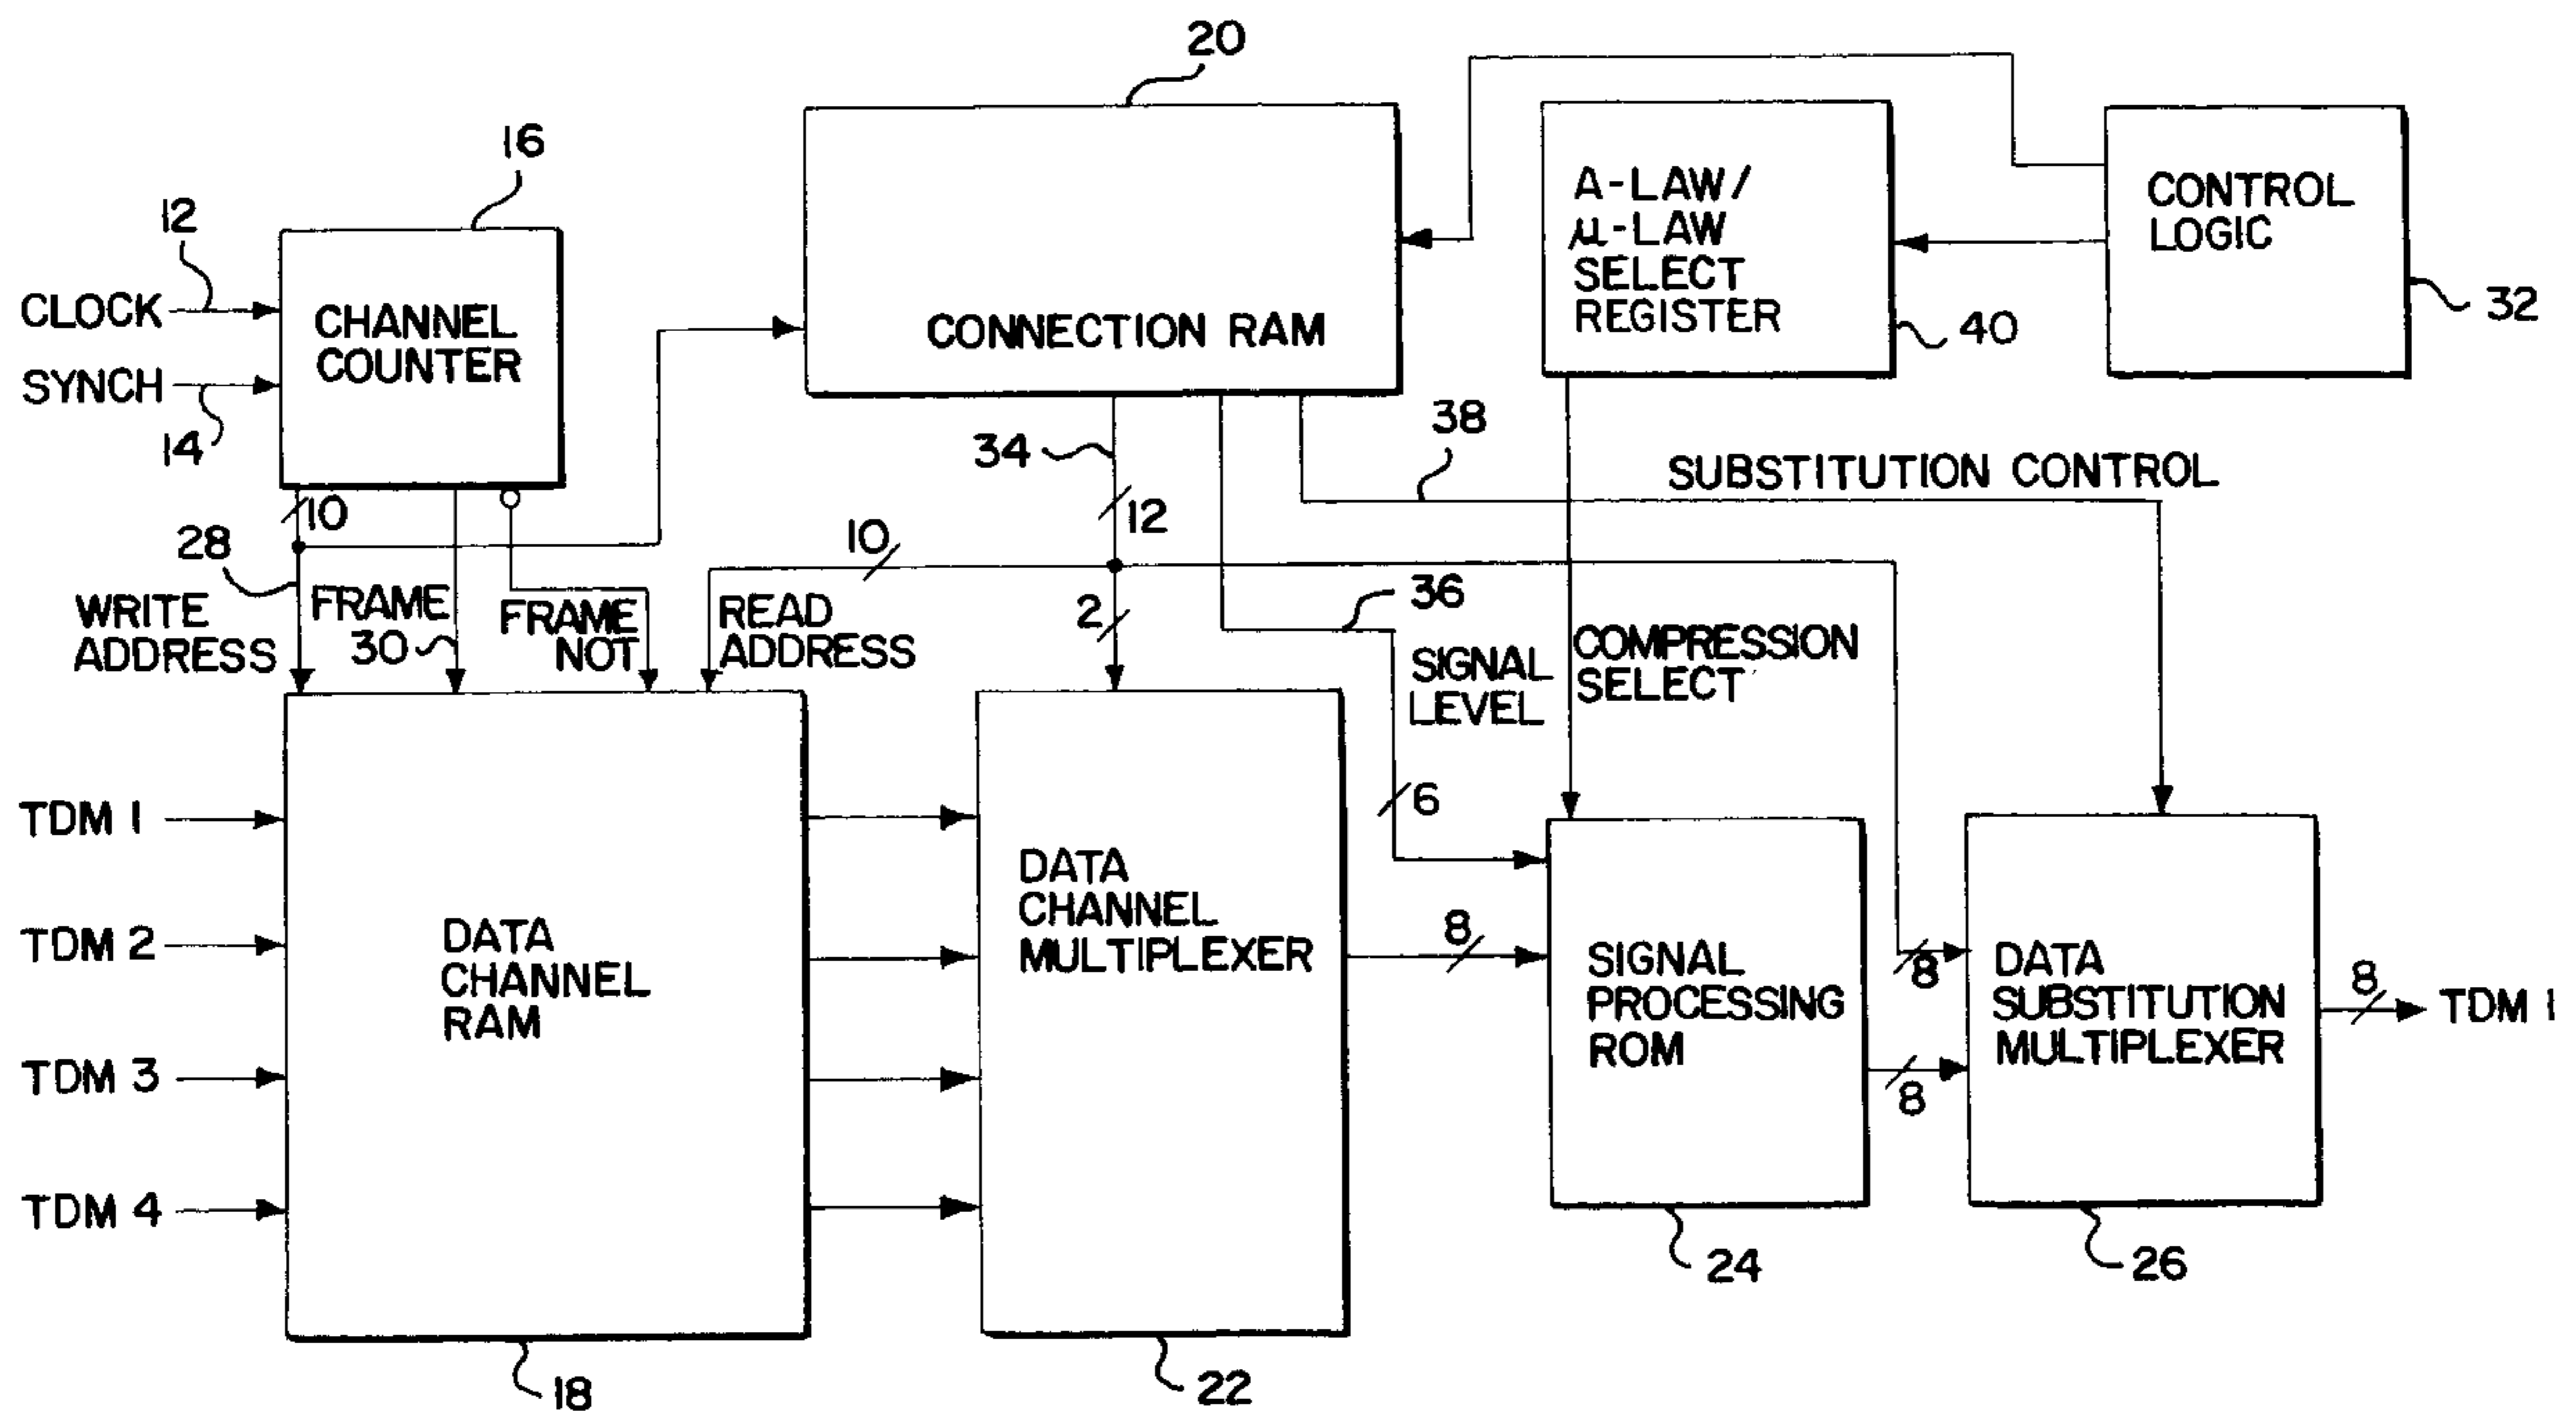 20
16
12
CLOCK
SYNCH
14
CHANNEL
COUNTER
CONNECTION RAM
A-LAW/
μ-LAW
SELECT
REGISTER
40
CONTROL
LOGIC
32
10
28
WRITE
ADDRESS
FRAME
30
FRAME
NOT
10
READ
ADDRESS
34
12
2
38
SUBSTITUTION CONTROL
36
SIGNAL
LEVEL
COMPRESSION
SELECT
6
TDM 1
TDM 2
TDM 3
TDM 4
DATA
CHANNEL
RAM
18
DATA
CHANNEL
MULTIPLEXER
22
8
SIGNAL
PROCESSING
ROM
24
8
8
DATA
SUBSTITUTION
MULTIPLEXER
26
8
TDM 1